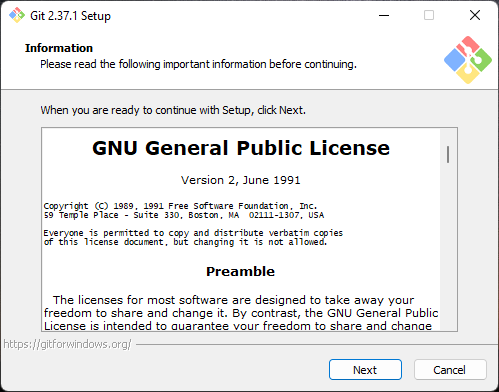 Git 2.37.1 Setup
Information
Please read the following important information before continuing.
When you are ready to continue with Setup, click Next.
GNU General Public License
Version 2, June 1991
Copyright (C) 1989, 1991 Free Software Foundation, Inc.
59 Temple Place - Suite 330, Boston, MA  02111-1307, USA
Everyone is permitted to copy and distribute verbatim copies
of this license document, but changing it is not allowed.
Preamble
The licenses for most software are designed to take away your
freedom to share and change it. By contrast, the GNU General Public
License is intended to guarantee your freedom to share and change
https://gitforwindows.org/
Next
Cancel